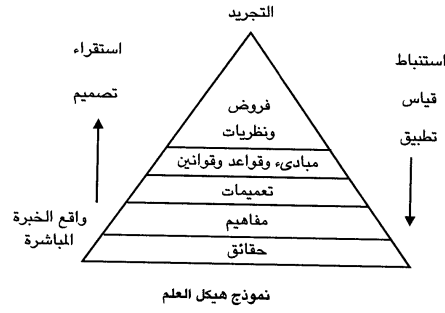 التجريد
استقراء
تصميم
واقع الخبرة
المباشرة
استنباط
قياس
تطبيق
فروض
ونظريات
مبادىء وقواعد وقوانين
تعميمات
مفاهيم
حقائق
نموذج هيكل العلم